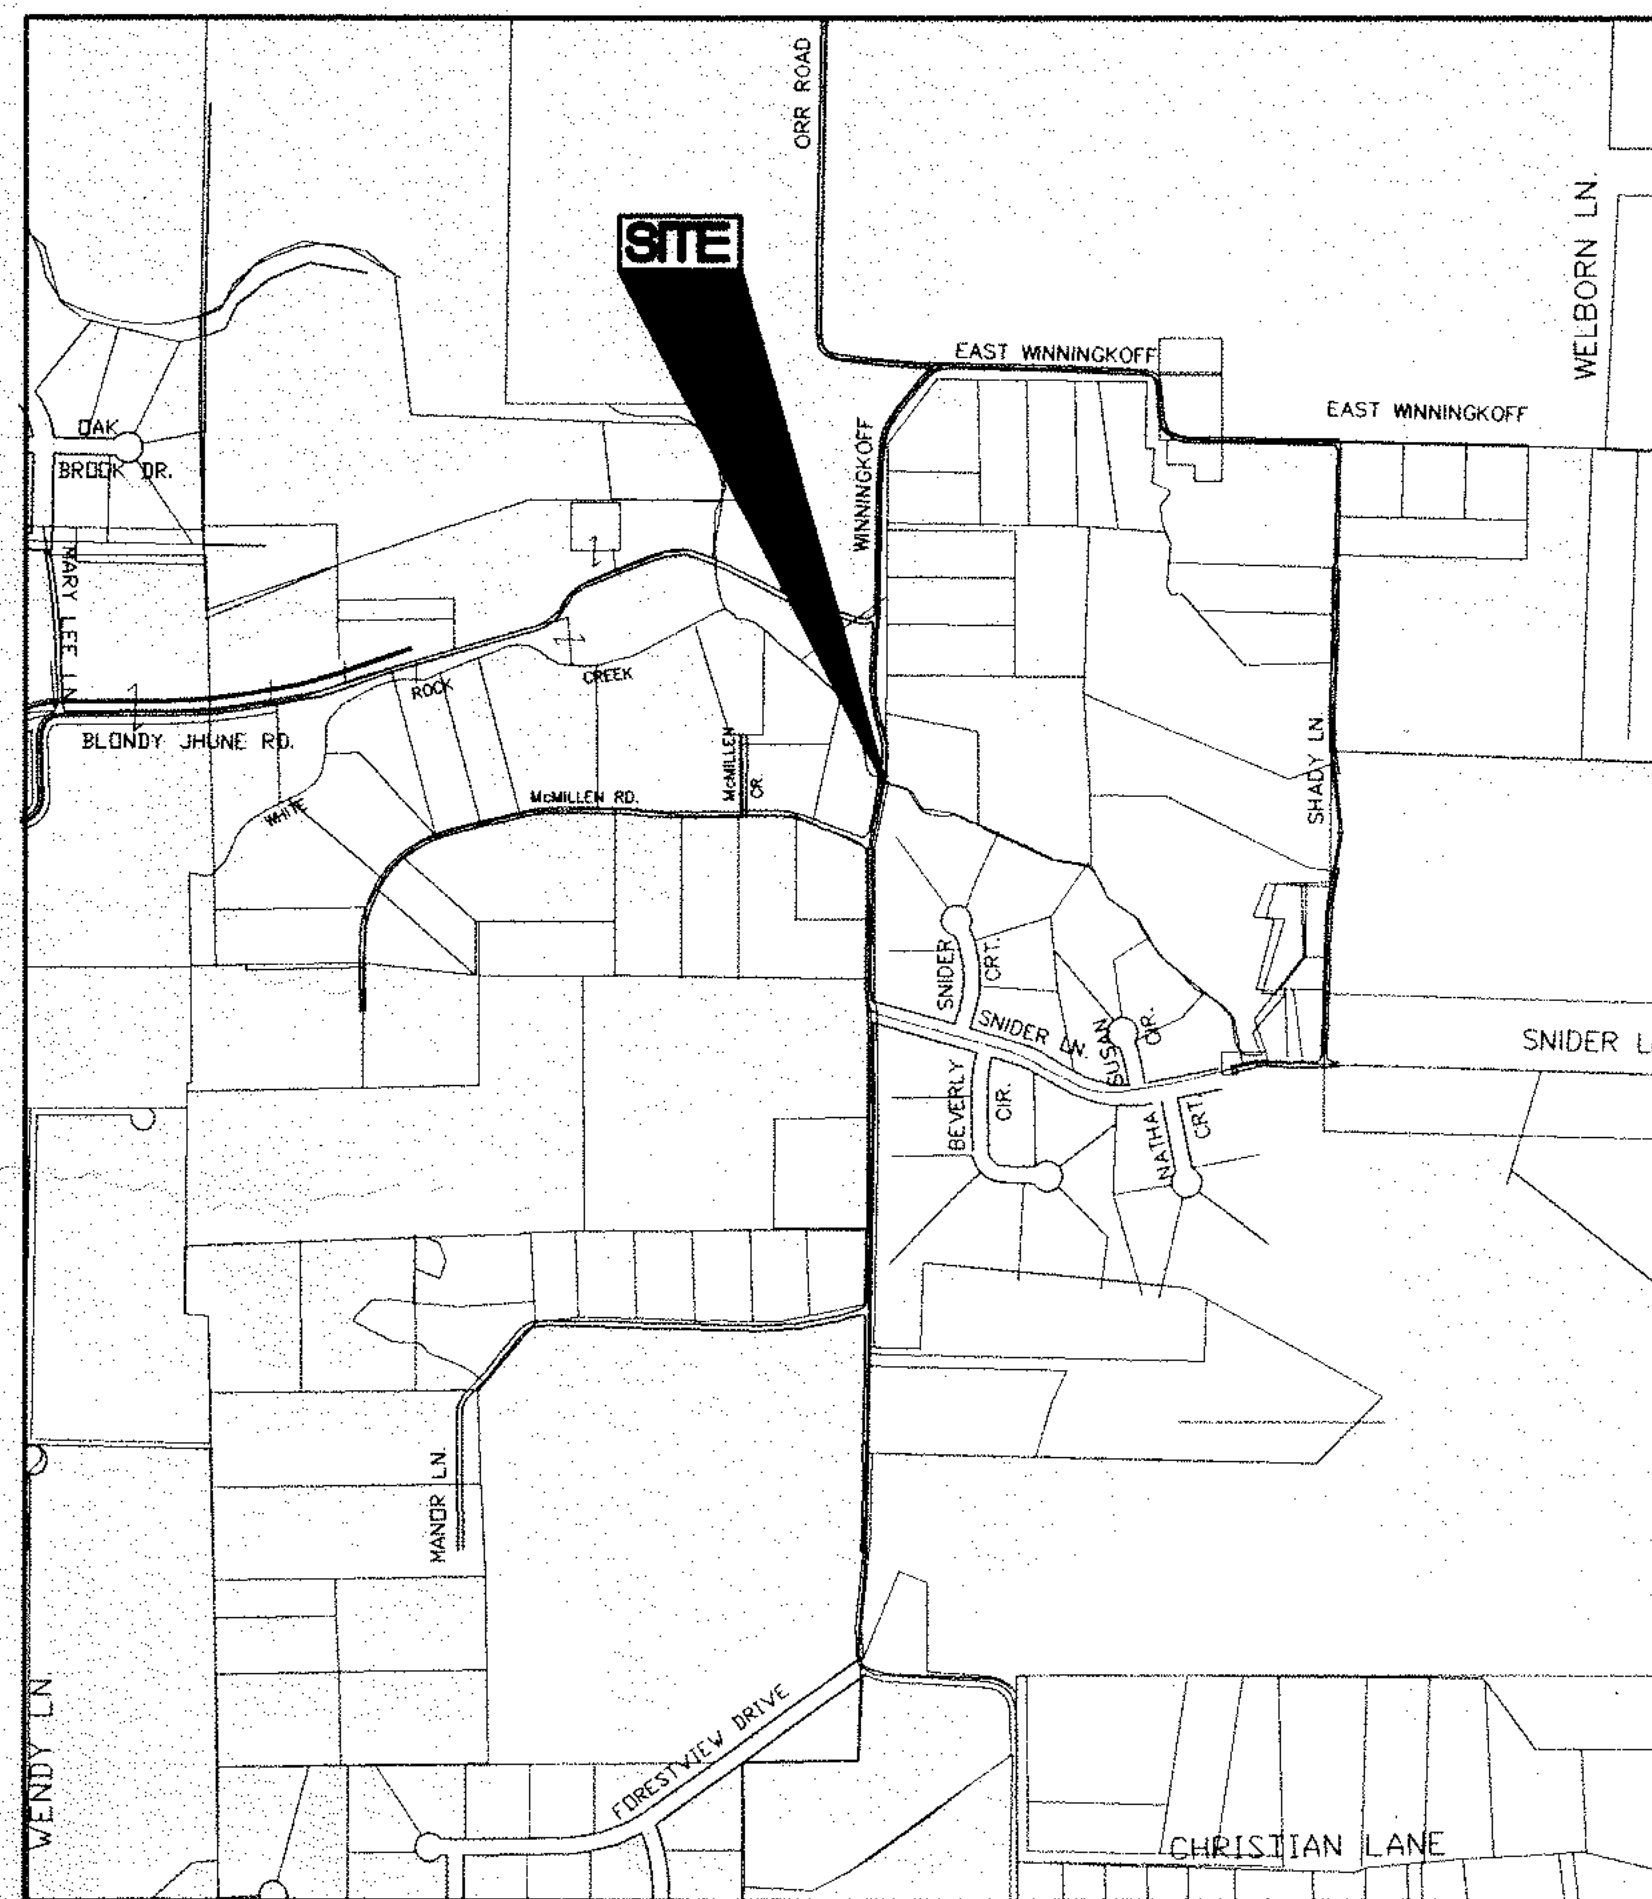 ORR ROAD
WELBORN LN.
SITE
EAST WINNINGKOFF
EAST WINNINGKOFF
OAK
BROOK DR.
WINNINGKOFF
MARY LEE LN
ROCK
CREEK
BLONDY JHUNE RD.
McMILLEN
CR.
SHADY LN
WHITE
McMILLEN RD.
SNIDER
CRT.
SNIDER LN.
SUSAN
CIR.
SNIDER L
BEVERLY
CIR.
NATHA
CRT.
MANOR LN.
WENDY LN.
FORESTVIEW DRIVE
CHRISTIAN LANE